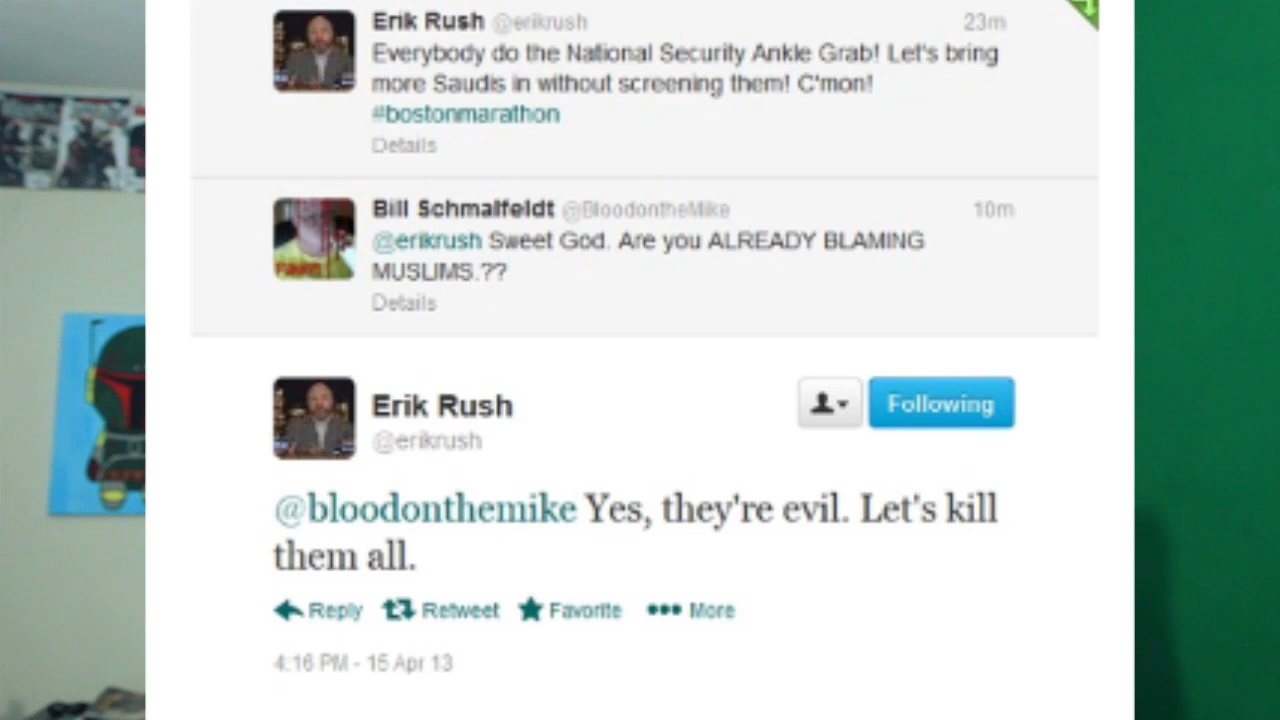 Erik Rush @erikrush 23m
Everybody do the National Security Ankle Grab! Let's bring
more Saudis in without screening them! C'mon!
#bostonmarathon
Details
Bill Schmalfeldt @BloodontheMike 10m
@erikrush Sweet God. Are you ALREADY BLAMING
MUSLIMS.??
Details
Erik Rush
Following
@erikrush
@bloodonthemike Yes, they're evil. Let's kill
them all.
Reply Retweet Favorite More
4:16 PM - 15 Apr 13